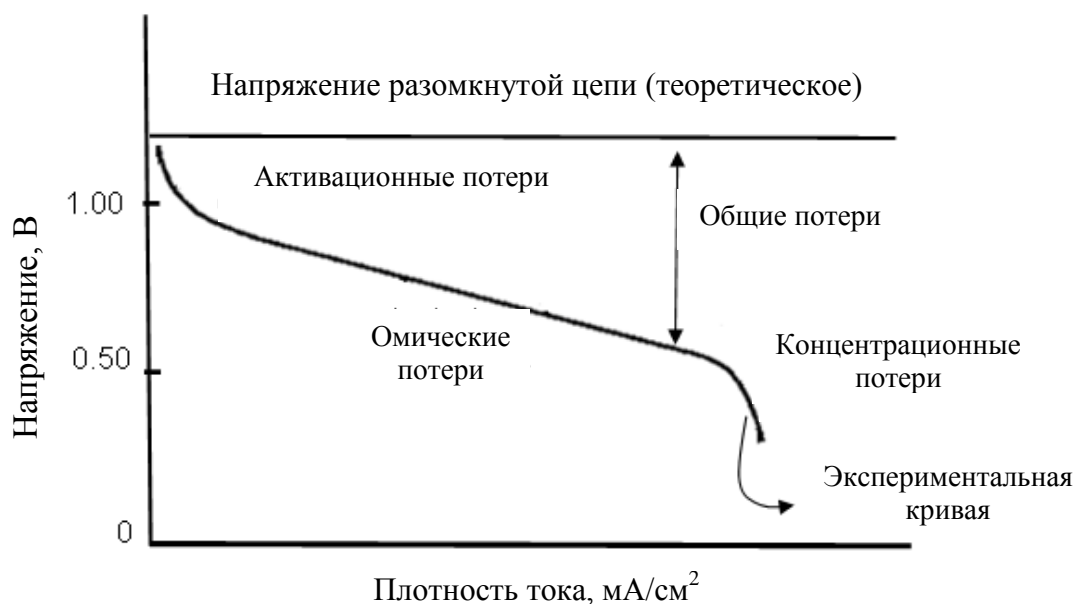 Напряжение разомкнутой цепи (теоретическое)
Активационные потери
1.00
Общие потери
Напряжение, В
Омические
потери
0.50
Концентрационные
потери
Экспериментальная
кривая
0
Плотность тока, мА/см²